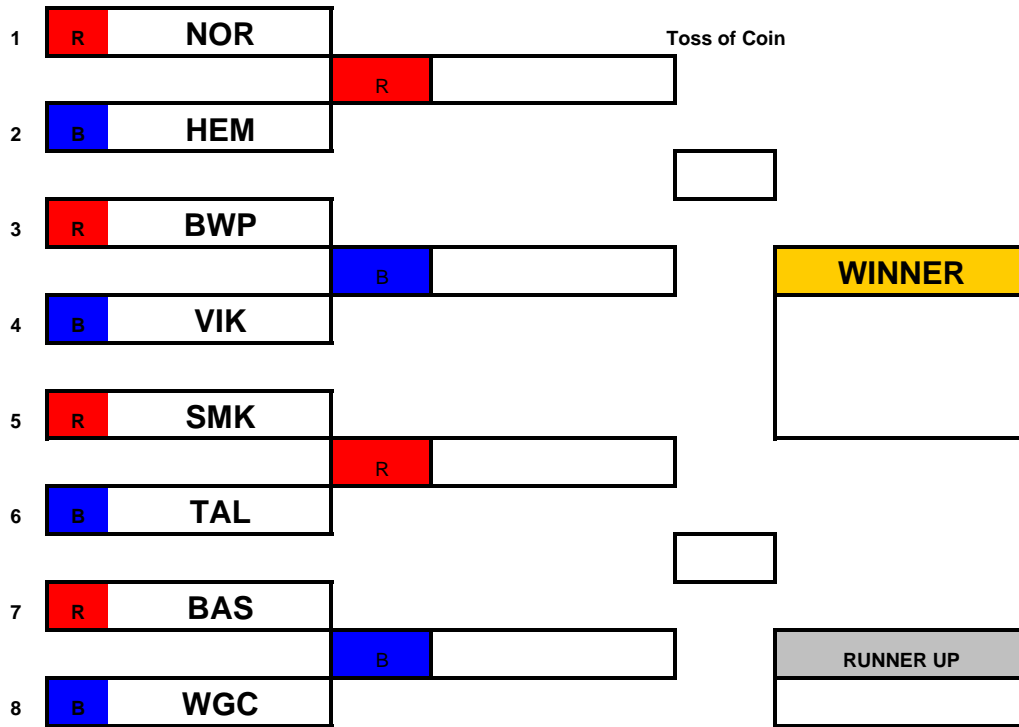 1 R NOR Toss of Coin
R
2 B HEM
3 R BWP
B WINNER
4 B VIK
5 R SMK
R
6 B TAL
7 R BAS
B RUNNER UP
8 B WGC